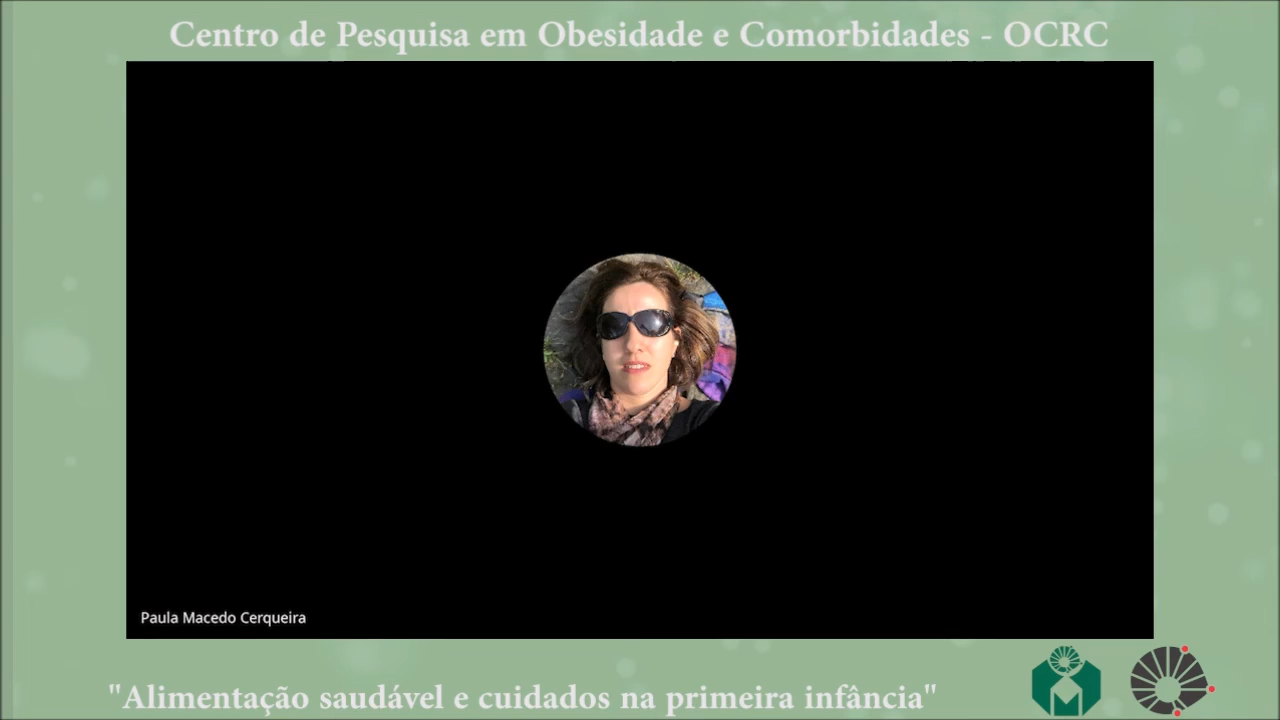 Centro de Pesquisa em Obesidade e Comorbidades - OCRC
Paula Macedo Cerqueira
"Alimentação saudável e cuidados na primeira infância"